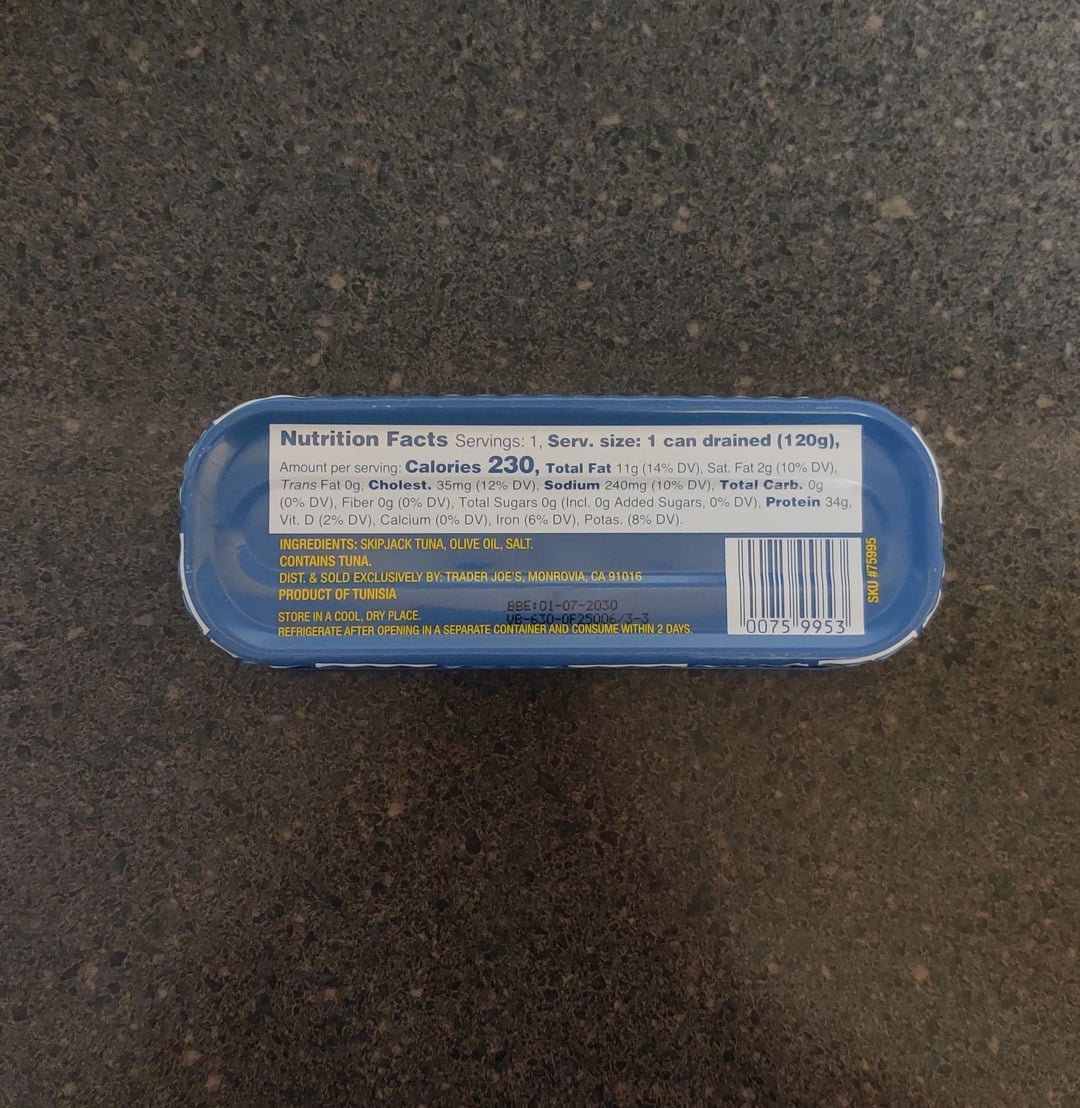 Nutrition Facts Servings: 1, Serv. size: 1 can drained (120g),
Amount per serving: Calories 230, Total Fat 11g (14% DV), Sat. Fat 2g (10% DV),
Trans Fat 0g, Cholest. 35mg (12% DV), Sodium 240mg (10% DV), Total Carb. 0g
(0% DV), Fiber 0g (0% DV), Total Sugars 0g (Incl. 0g Added Sugars, 0% DV), Protein 34g,
Vit. D (2% DV), Calcium (0% DV), Iron (6% DV), Potas. (8% DV).
INGREDIENTS: SKIPJACK TUNA, OLIVE OIL, SALT.
CONTAINS TUNA.
DIST. & SOLD EXCLUSIVELY BY: TRADER JOE'S, MONROVIA, CA 91016
PRODUCT OF TUNISIA
BBE:01-07-2030
VB-630-OF25006/3-3
STORE IN A COOL, DRY PLACE.
REFRIGERATE AFTER OPENING IN A SEPARATE CONTAINER AND CONSUME WITHIN 2 DAYS.
0075 9953
SKU #75995